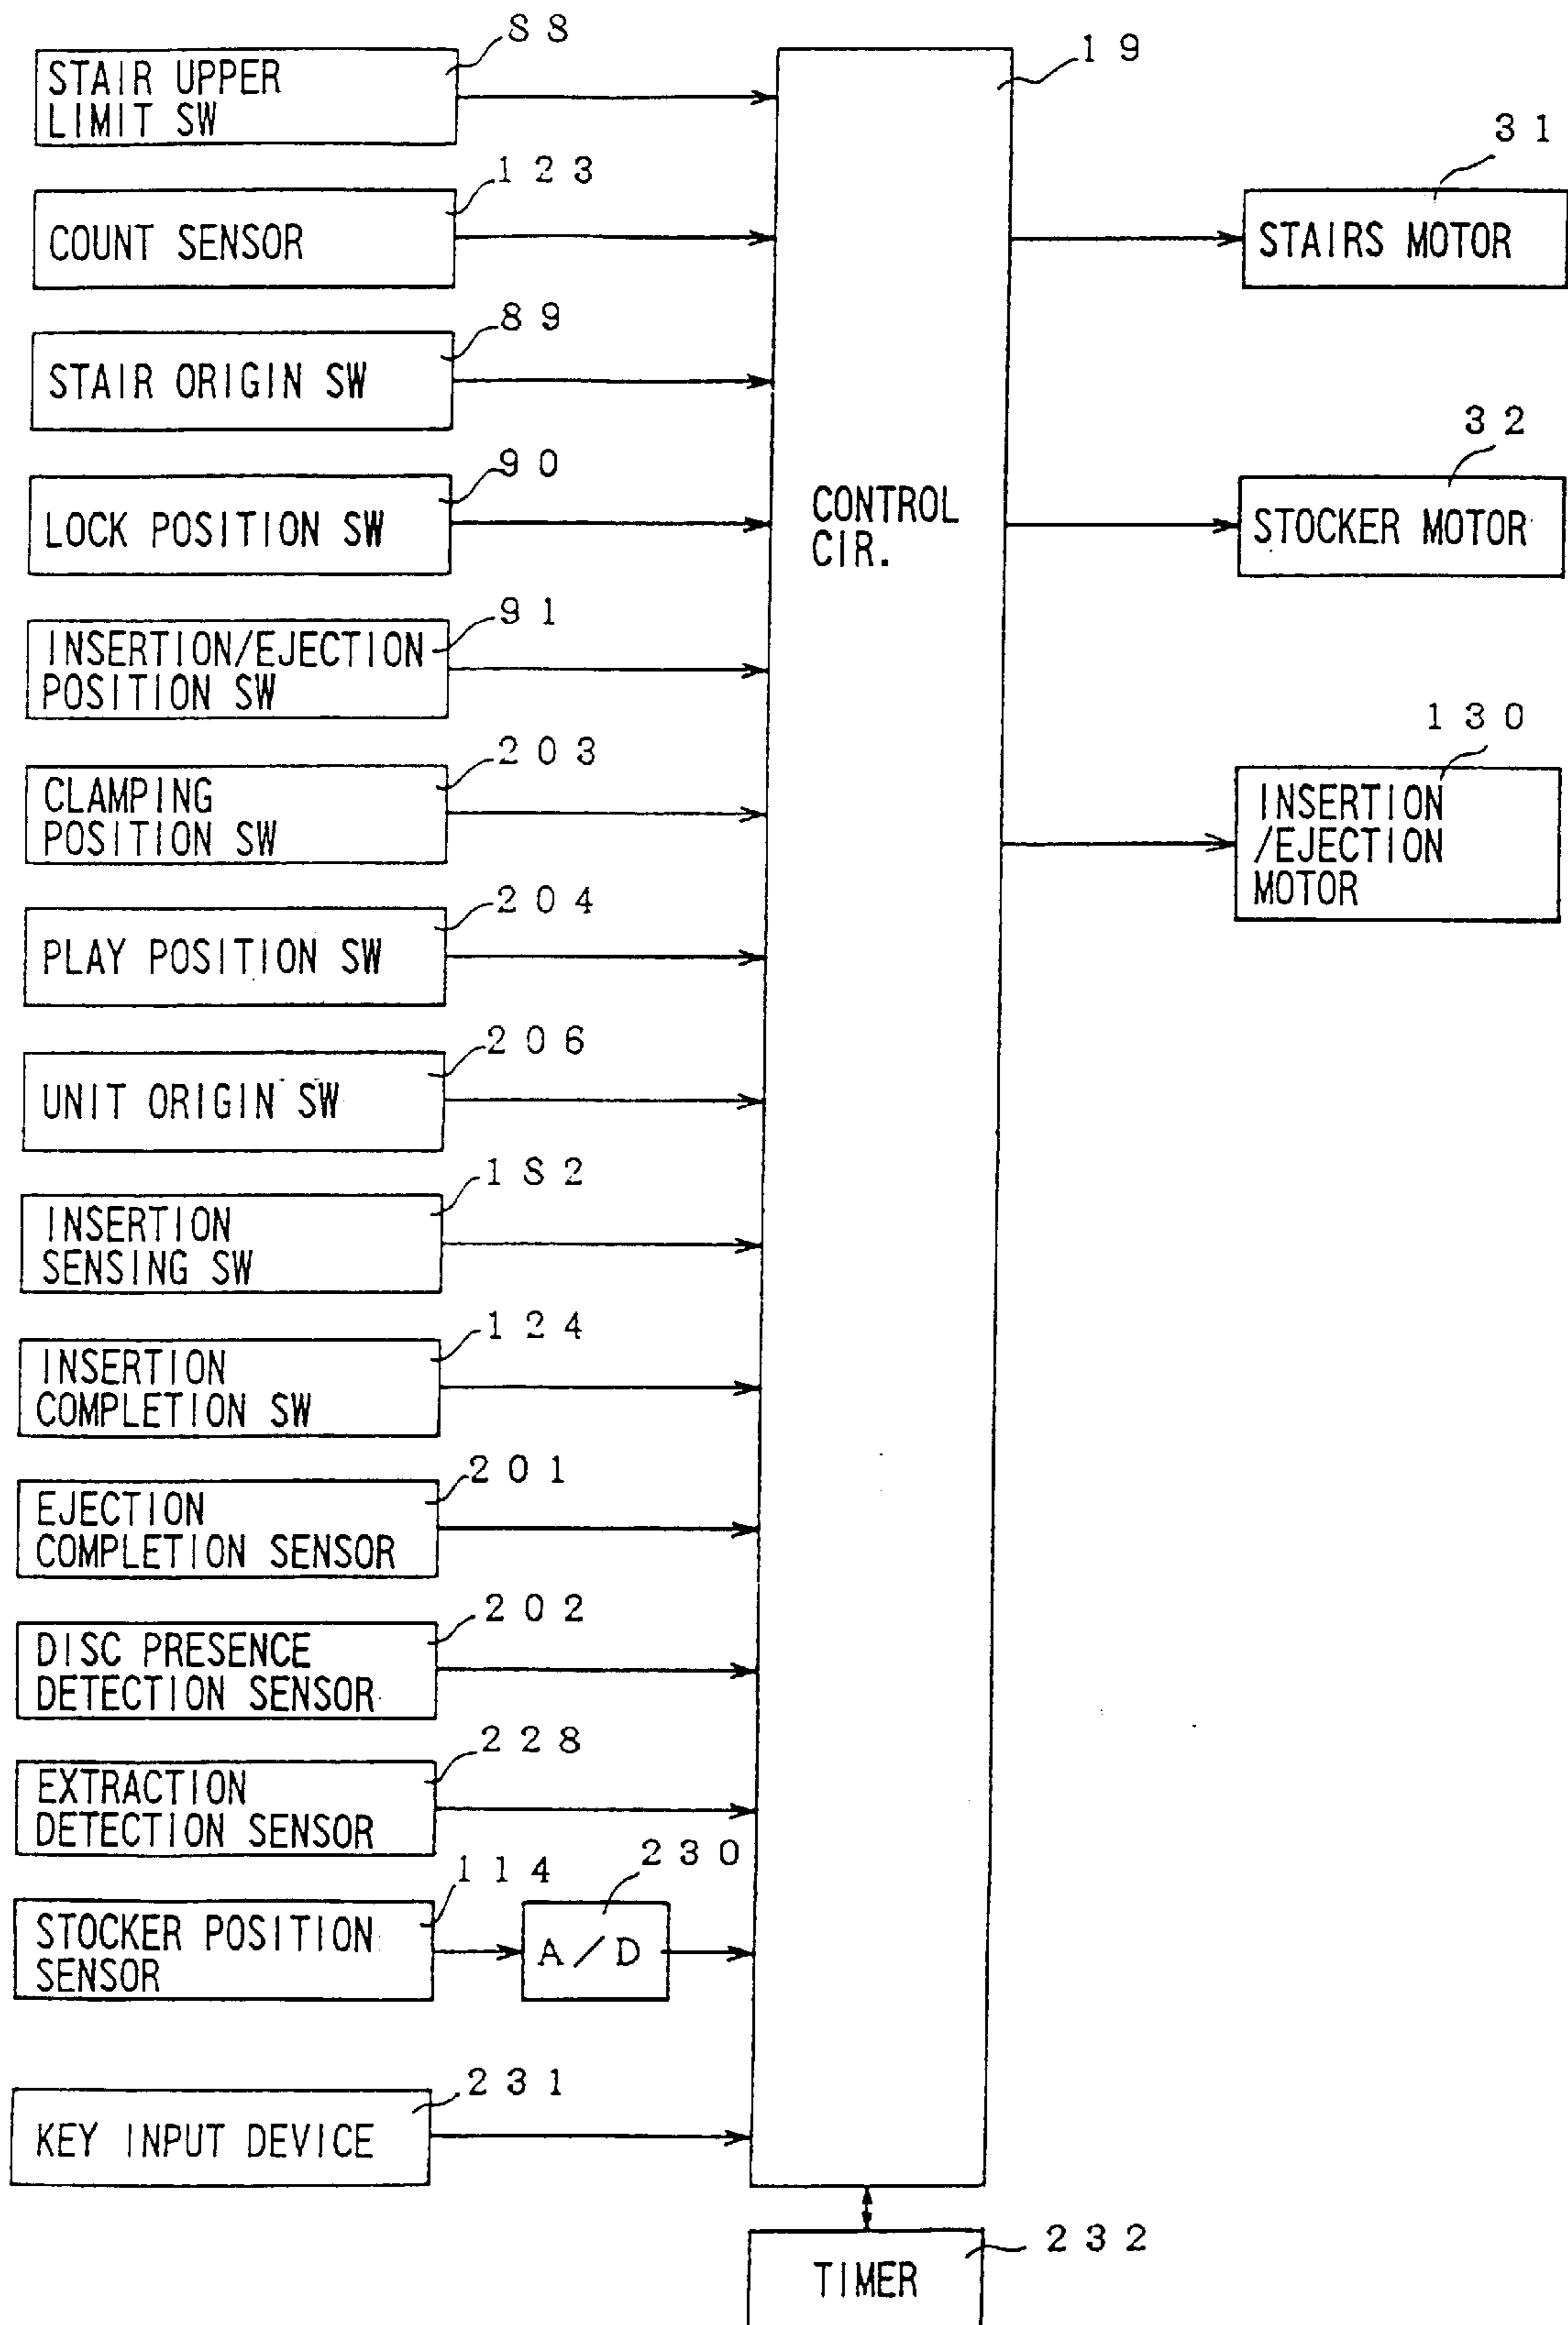 S8
STAIR UPPER
LIMIT SW
123
COUNT SENSOR
89
STAIR ORIGIN SW
90
LOCK POSITION SW
91
INSERTION/EJECTION
POSITION SW
203
CLAMPING
POSITION SW
204
PLAY POSITION SW
206
UNIT ORIGIN SW
1S2
INSERTION
SENSING SW
124
INSERTION
COMPLETION SW
201
EJECTION
COMPLETION SENSOR
202
DISC PRESENCE
DETECTION SENSOR
228
EXTRACTION
DETECTION SENSOR
114
STOCKER POSITION
SENSOR
230
A/D
231
KEY INPUT DEVICE
19
CONTROL
CIR.
232
TIMER
31
STAIRS MOTOR
32
STOCKER MOTOR
130
INSERTION
/EJECTION
MOTOR